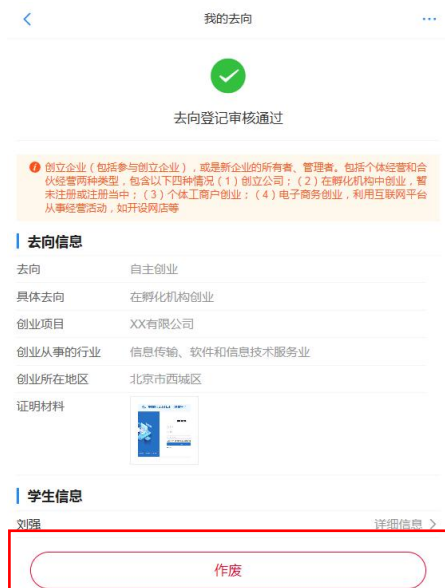 我的去向
去向登记审核通过
创立企业（包括参与创立企业），或是新企业的所有者、管理者。包括个体经营和合
伙经营两种类型，包含以下四种情况（1）创立公司；（2）在孵化机构中创业，暂
未注册或注册当中；（3）个体工商户创业；（4）电子商务创业，利用互联网平台
从事经营活动，如开设网店等
去向信息
去向 自主创业
具体去向 在孵化机构创业
创业项目 XX有限公司
创业从事的行业 信息传输、软件和信息技术服务业
创业所在地区 北京市西城区
证明材料
学生信息
刘强 详细信息
作废